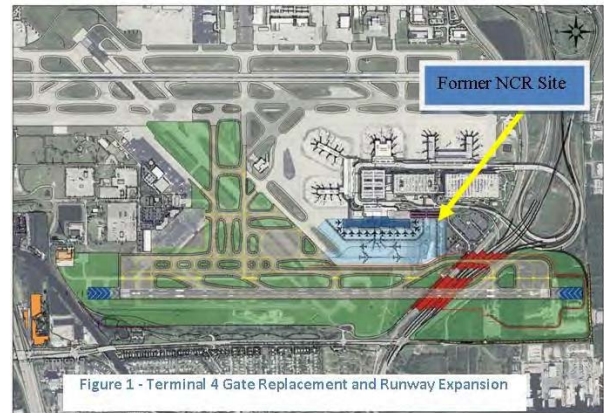 Former NCR Site
Figure 1 - Terminal 4 Gate Replacement and Runway Expansion